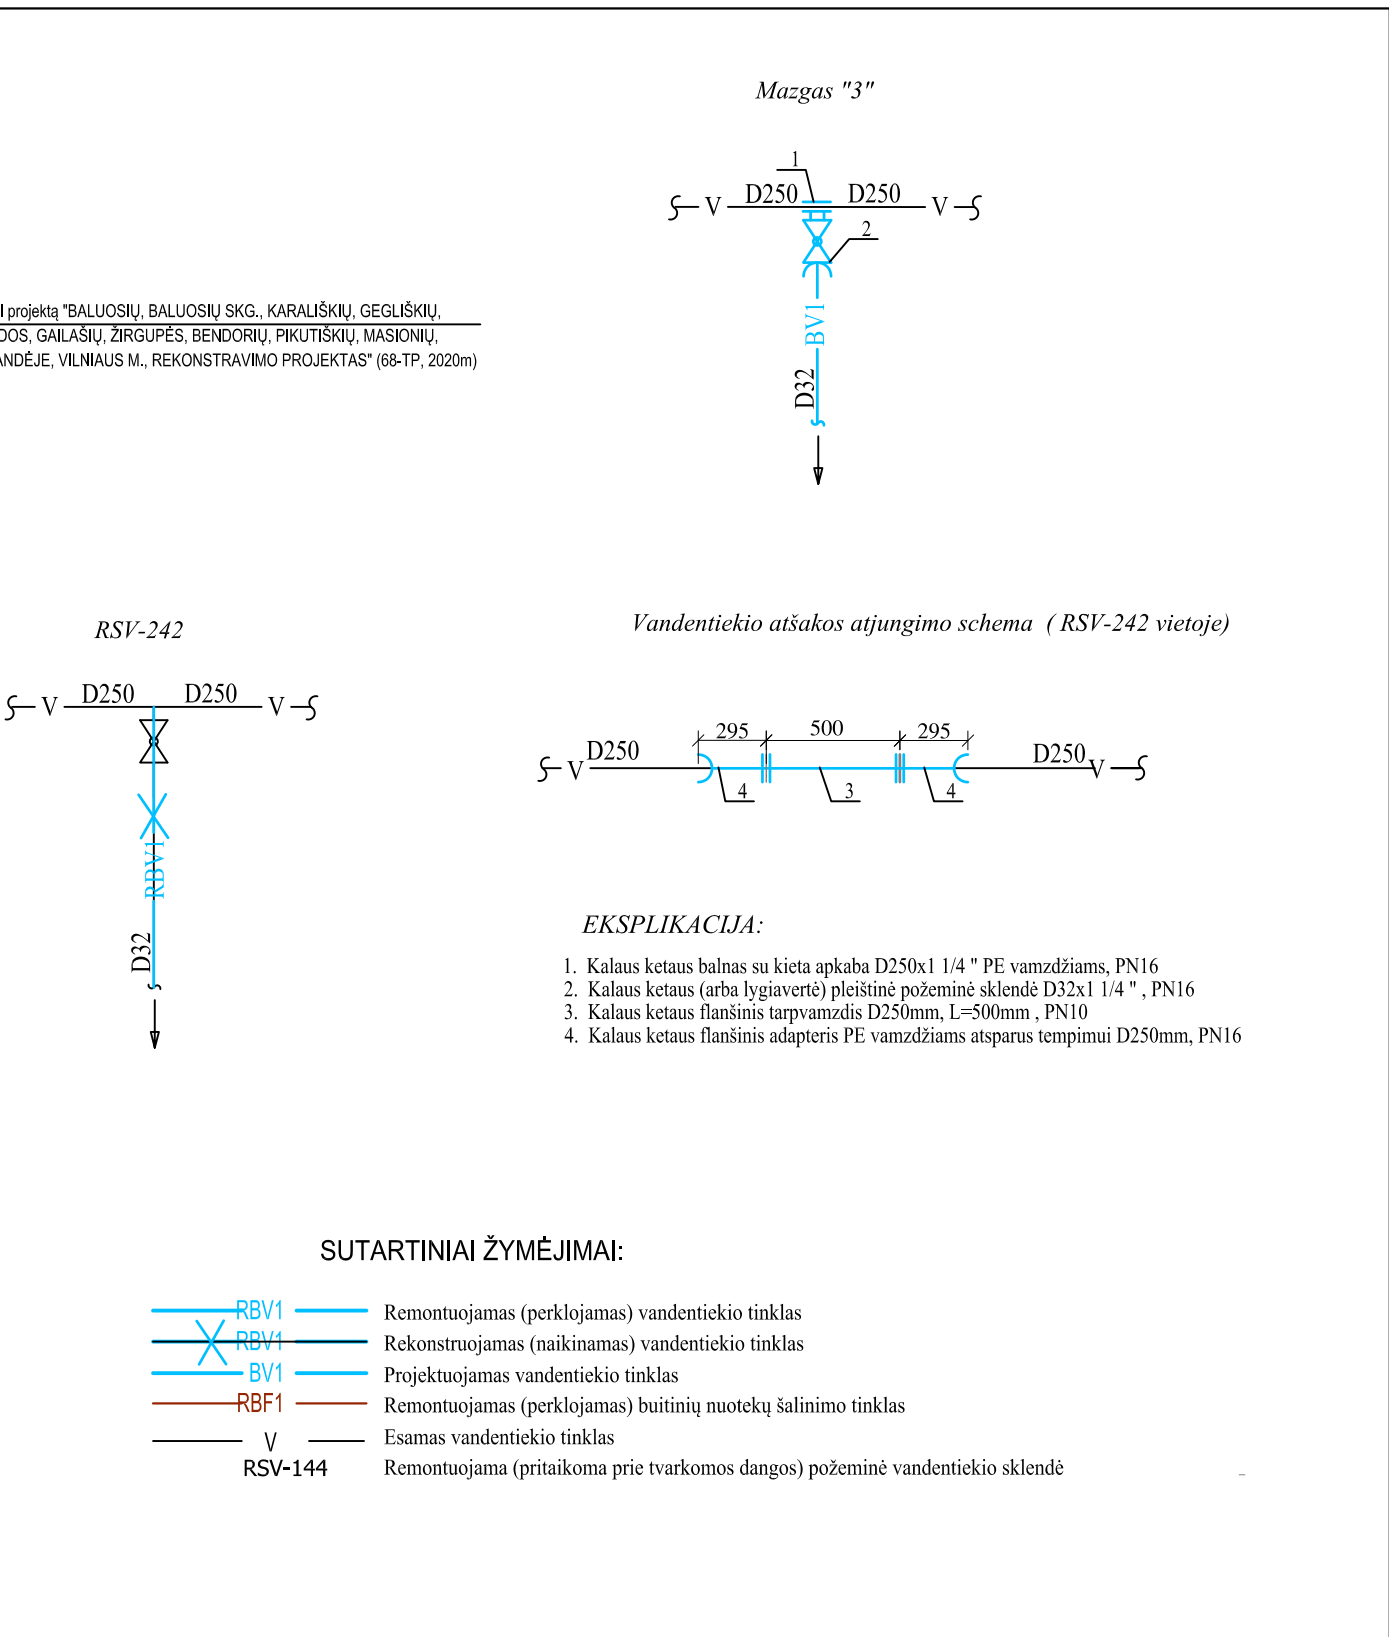 Mazgas "3"
1
D250
D250
V
V
2
BV1
D32
I projektą "BALUOSIŲ, BALUOSIŲ SKG., KARALIŠKIŲ, GEGLIŠKIŲ,
DOS, GAILAŠIŲ, ŽIRGUPĖS, BENDORIŲ, PIKUTIŠKIŲ, MASIONIŲ,
ANDĖJE, VILNIAUS M., REKONSTRAVIMO PROJEKTAS" (68-TP, 2020m)
RSV-242
D250
D250
V
V
RBV1
D32
Vandentiekio atšakos atjungimo schema ( RSV-242 vietoje)
295
500
295
D250
D250
V
V
4
3
4
EKSPLIKACIJA:
1. Kalaus ketaus balnas su kieta apkaba D250x1 1/4 " PE vamzdžiams, PN16
2. Kalaus ketaus (arba lygiavertė) pleištinė požeminė sklendė D32x1 1/4 " , PN16
3. Kalaus ketaus flanšinis tarpvamzdis D250mm, L=500mm , PN10
4. Kalaus ketaus flanšinis adapteris PE vamzdžiams atsparus tempimui D250mm, PN16
SUTARTINIAI ŽYMĖJIMAI:
RBV1 Remontuojamas (perklojamas) vandentiekio tinklas
RBV1 Rekonstruojamas (naikinamas) vandentiekio tinklas
BV1 Projektuojamas vandentiekio tinklas
RBF1 Remontuojamas (perklojamas) buitinių nuotekų šalinimo tinklas
V Esamas vandentiekio tinklas
RSV-144 Remontuojama (pritaikoma prie tvarkomos dangos) požeminė vandentiekio sklendė